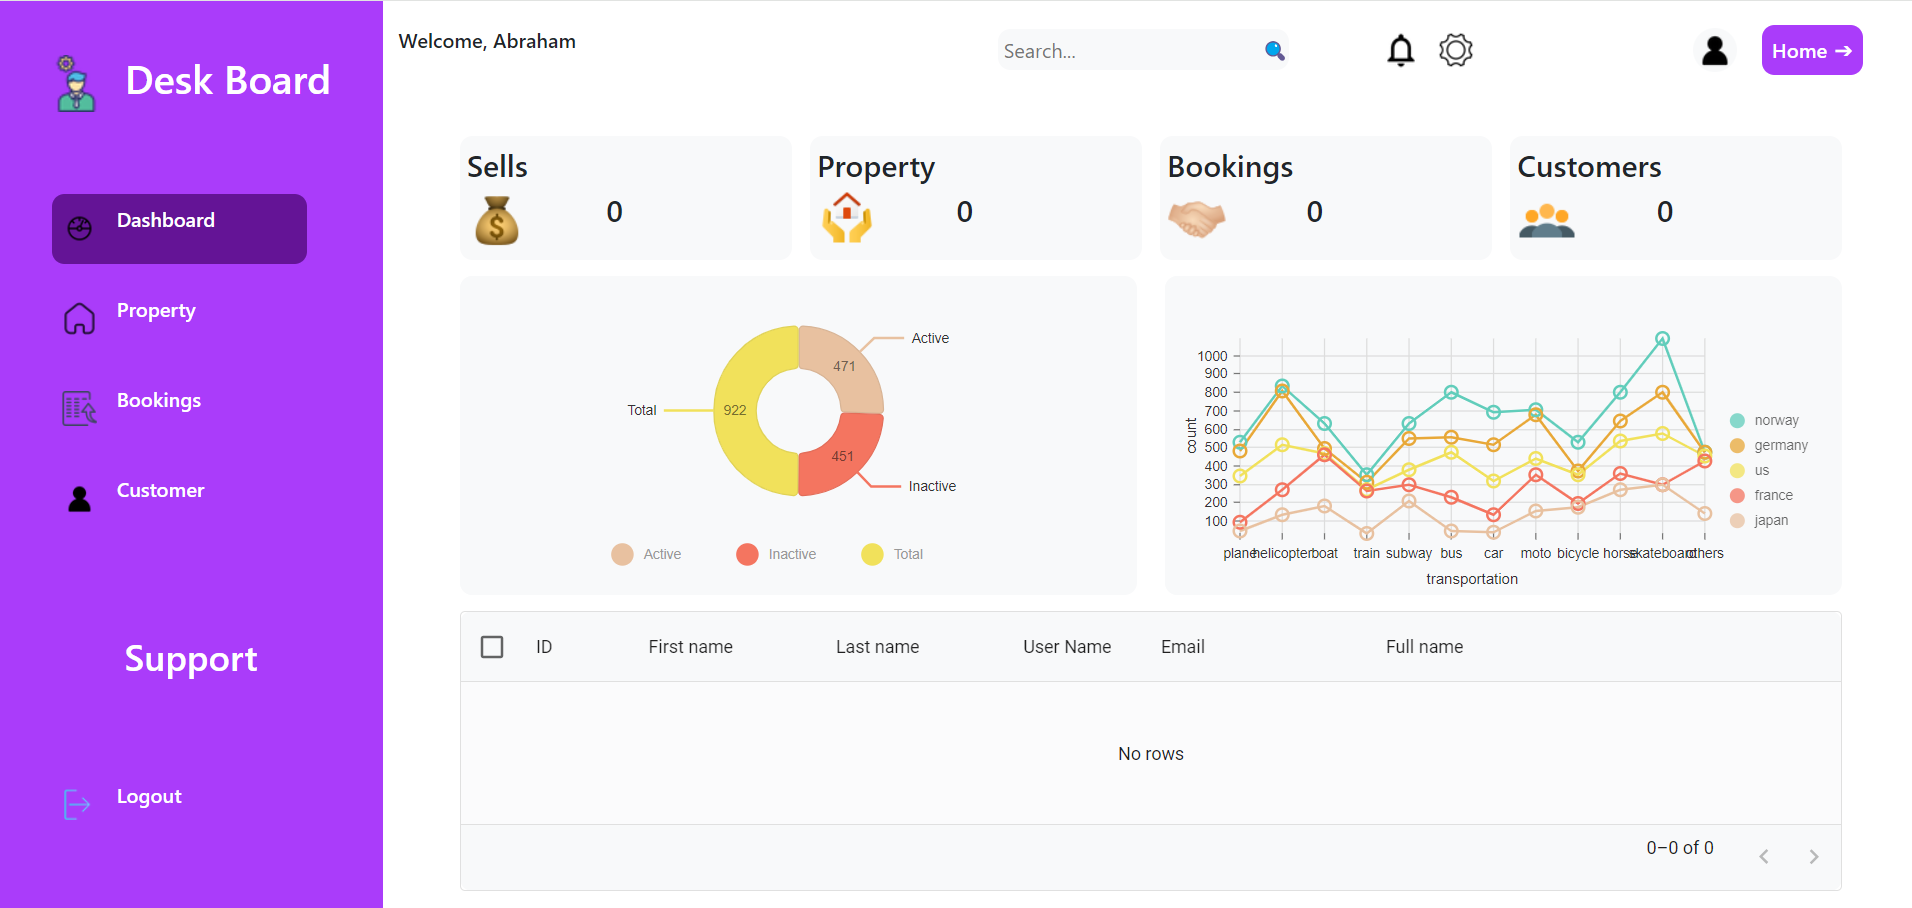 Desk Board
Dashboard
Property
Bookings
Customer
Support
Logout
Welcome, Abraham
Search...
Home ➔
Sells
0
Property
0
Bookings
0
Customers
0
Active
471
Total
922
451
Inactive
Active Inactive Total
1000
900
800
700
600
500
400
300
200
100
count
plane helicopter boat train subway bus car moto bicycle horse skateboard others
transportation
norway
germany
us
france
japan
ID First name Last name User Name Email Full name
No rows
0–0 of 0